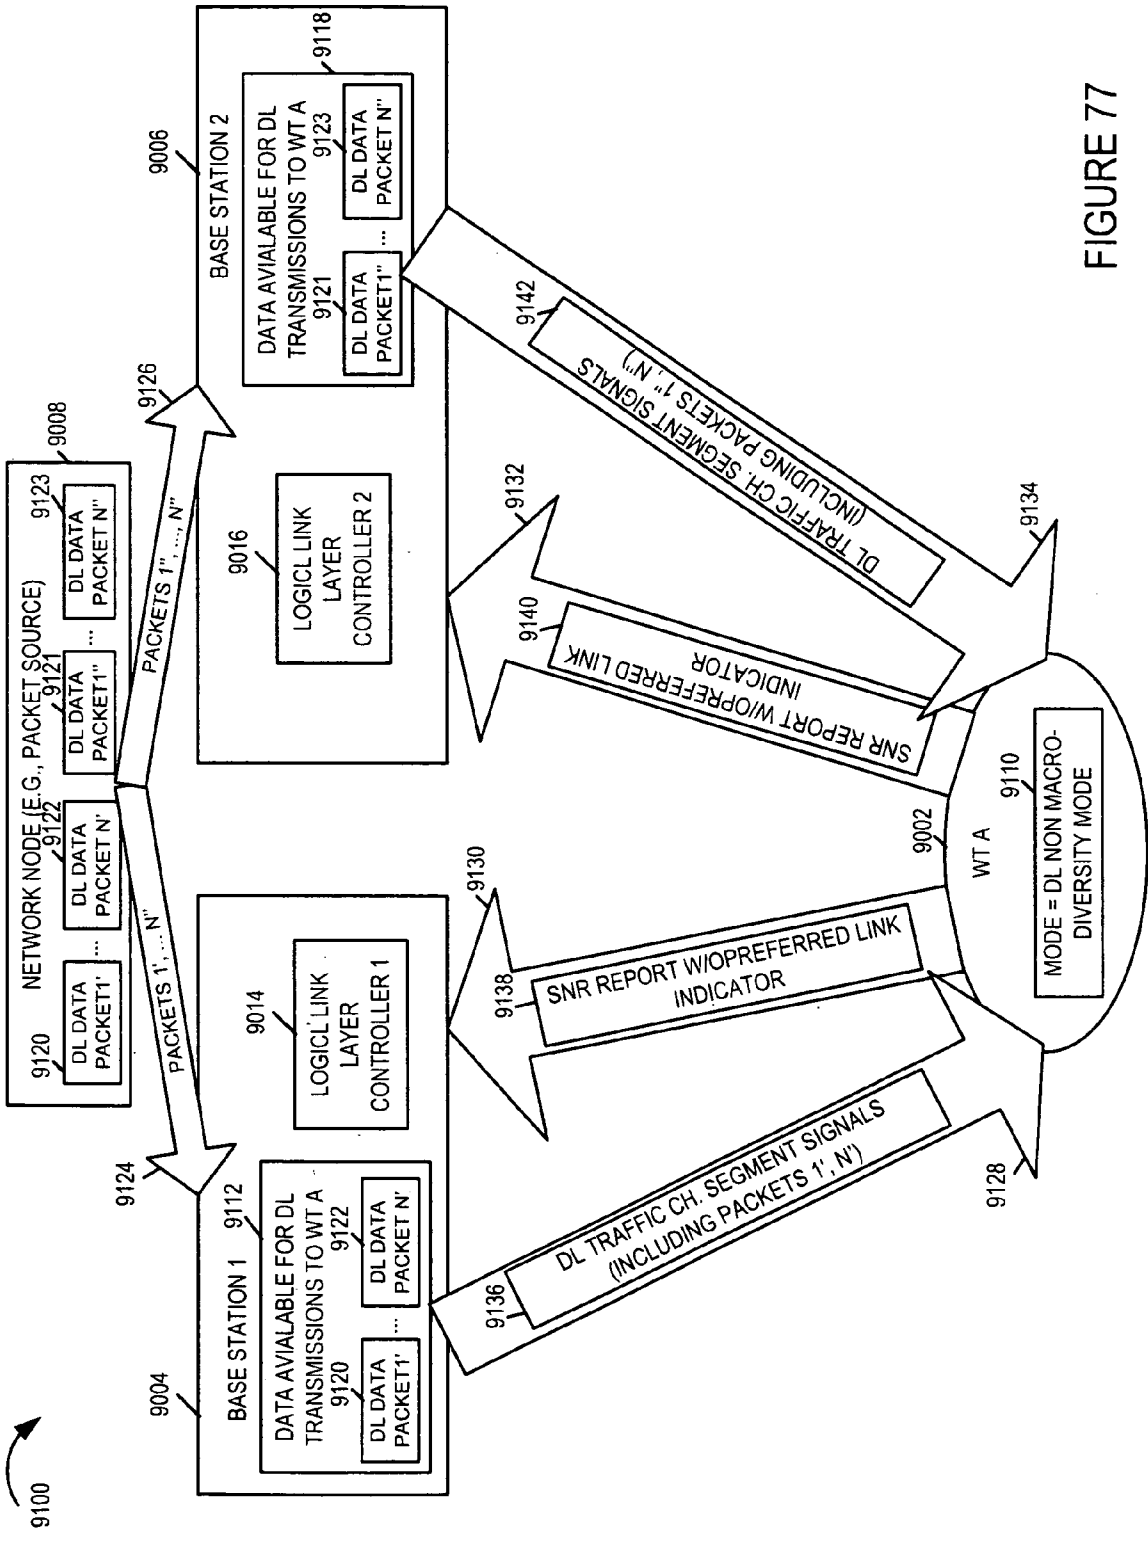 9100
NETWORK NODE (E.G., PACKET SOURCE)
9008
9120
DL DATA
PACKET1'
...
9122
DL DATA
PACKET N'
9121
DL DATA
PACKET1"
...
9123
DL DATA
PACKET N"
9124
PACKETS 1', ... N"
9126
PACKETS 1", ..., N"
9004
BASE STATION 1
9112
DATA AVIALABLE FOR DL
TRANSMISSIONS TO WT A
9120
DL DATA
PACKET1'
...
9122
DL DATA
PACKET N'
9014
LOGICL LINK
LAYER
CONTROLLER 1
9006
BASE STATION 2
9016
LOGICL LINK
LAYER
CONTROLLER 2
9118
DATA AVIALABLE FOR DL
TRANSMISSIONS TO WT A
9121
DL DATA
PACKET1"
...
9123
DL DATA
PACKET N"
9136
DL TRAFFIC CH. SEGMENT SIGNALS
(INCLUDING PACKETS 1', N')
9128
9130
9138
SNR REPORT W/OPREFERRED LINK
INDICATOR
9132
9140
SNR REPORT W/OPREFERRED LINK
INDICATOR
9142
DL TRAFFIC CH. SEGMENT SIGNALS
(INCLUDING PACKETS 1", N")
9134
9002
WT A
9110
MODE = DL NON MACRO-
DIVERSITY MODE
FIGURE 77